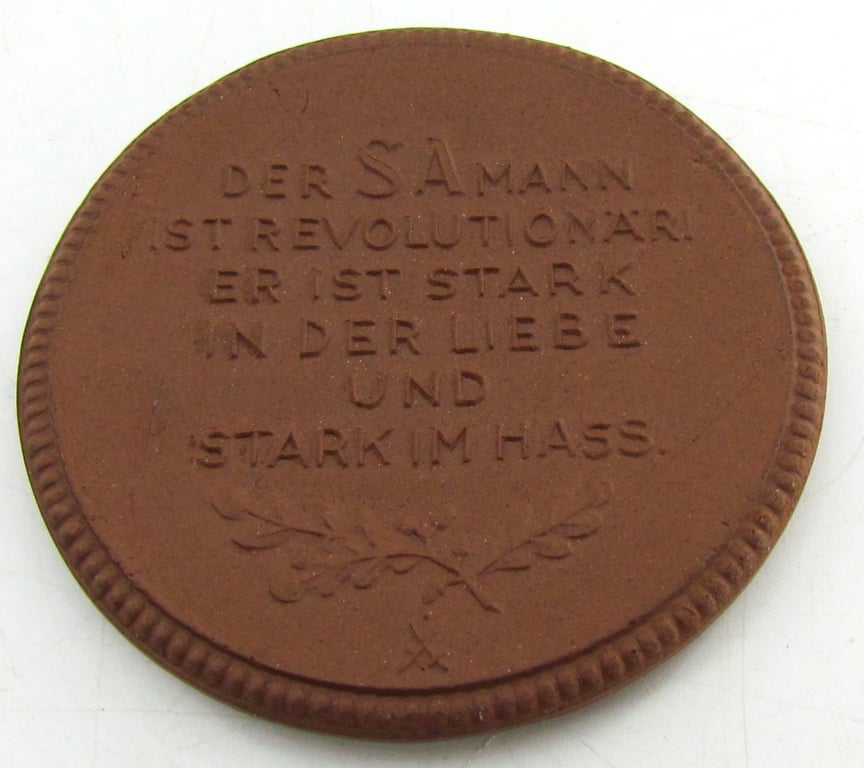 DER SA MANN
IST REVOLUTIONÄR!
ER IST STARK
IN DER LIEBE
UND
STARK IM HASS.